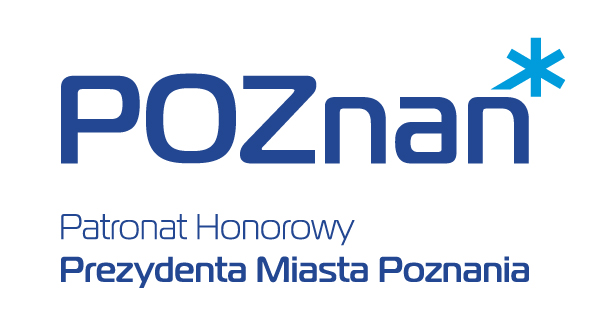 POZnan*
Patronat Honorowy
Prezydenta Miasta Poznania